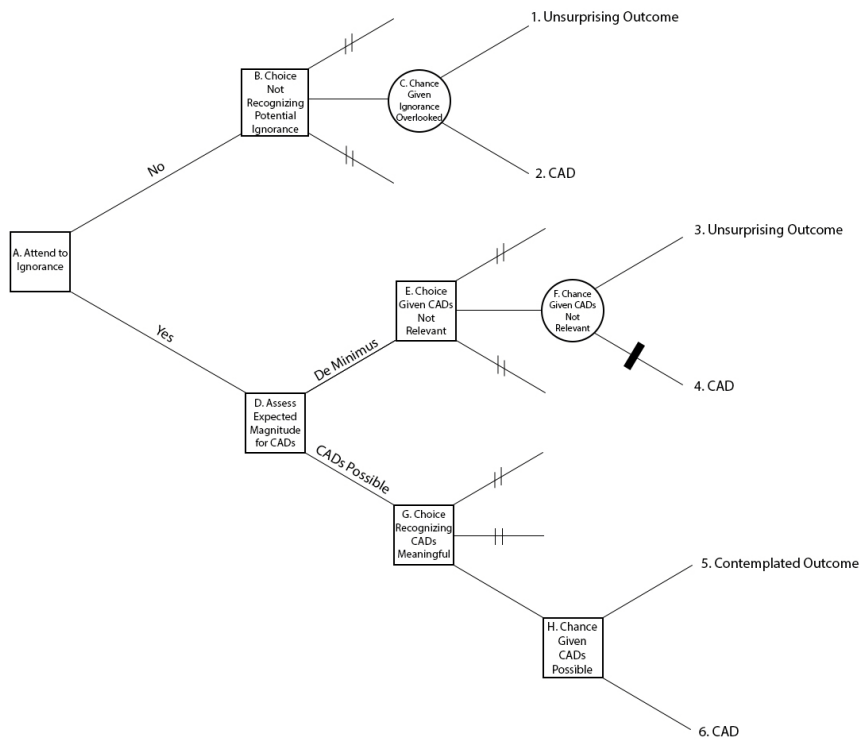 1. Unsurprising Outcome
B. Choice
Not
Recognizing
Potential
Ignorance
C. Chance
Given
Ignorance
Overlooked
No
2. CAD
A. Attend to
Ignorance
3. Unsurprising Outcome
E. Choice
Given CADs
Not
Relevant
F. Chance
Given CADs
Not
Relevant
Yes
De Minimus
4. CAD
D. Assess
Expected
Magnitude
for CADs
CADs Possible
G. Choice
Recognizing
CADs
Meaningful
5. Contemplated Outcome
H. Chance
Given
CADs
Possible
6. CAD